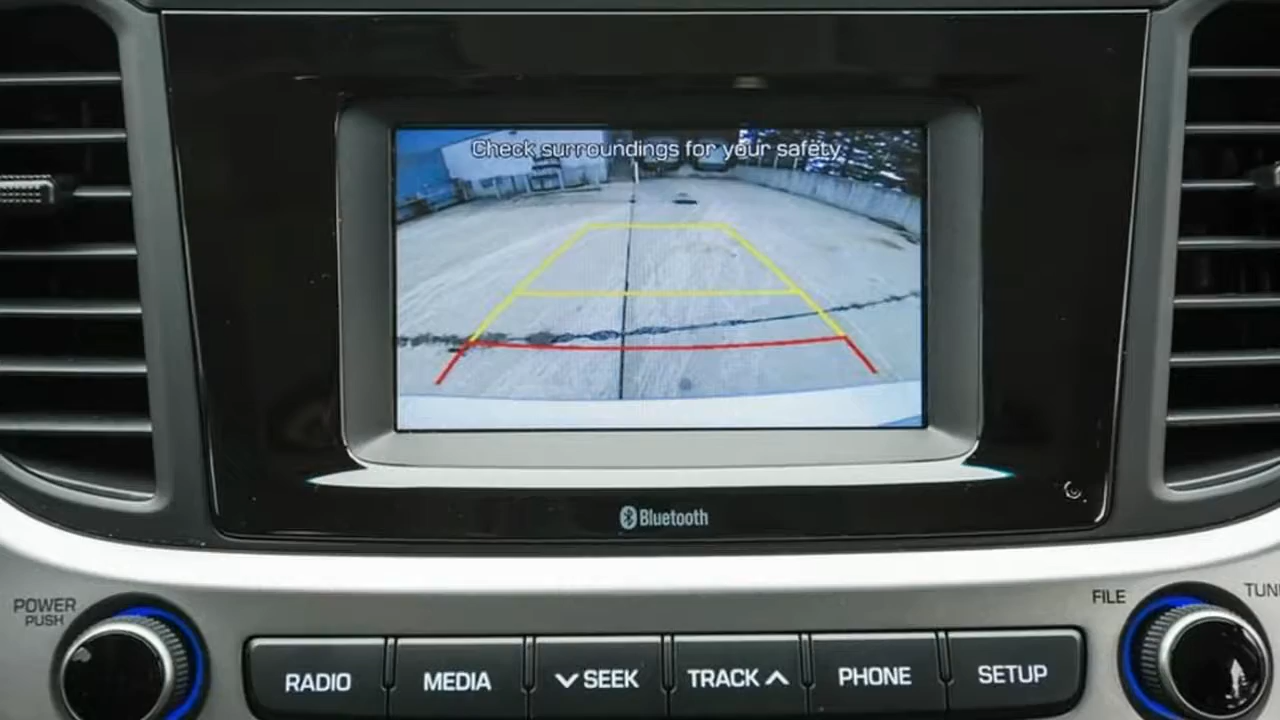 Check surroundings for your safety
Bluetooth
POWER
PUSH
FILE
RADIO
MEDIA
SEEK
TRACK
PHONE
SETUP